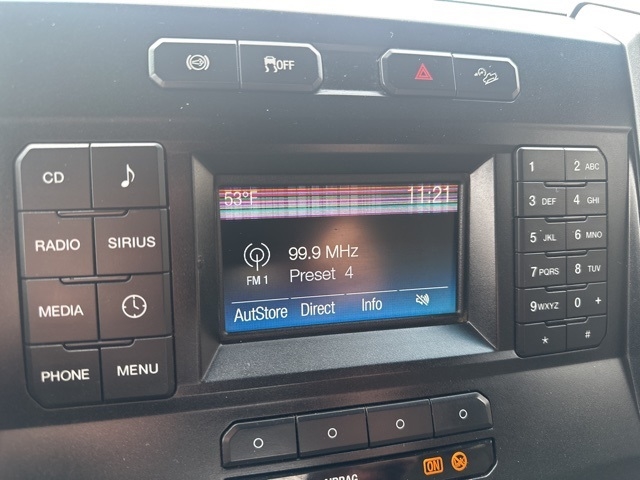 OFF
CD
RADIO SIRIUS
MEDIA
PHONE MENU
53°F 11:21
99.9 MHz
FM 1 Preset 4
AutoStore Direct Info
1 2 ABC
3 DEF 4 GHI
5 JKL 6 MNO
7 PQRS 8 TUV
9 WXYZ 0 +
* #
ON
AIRBAG